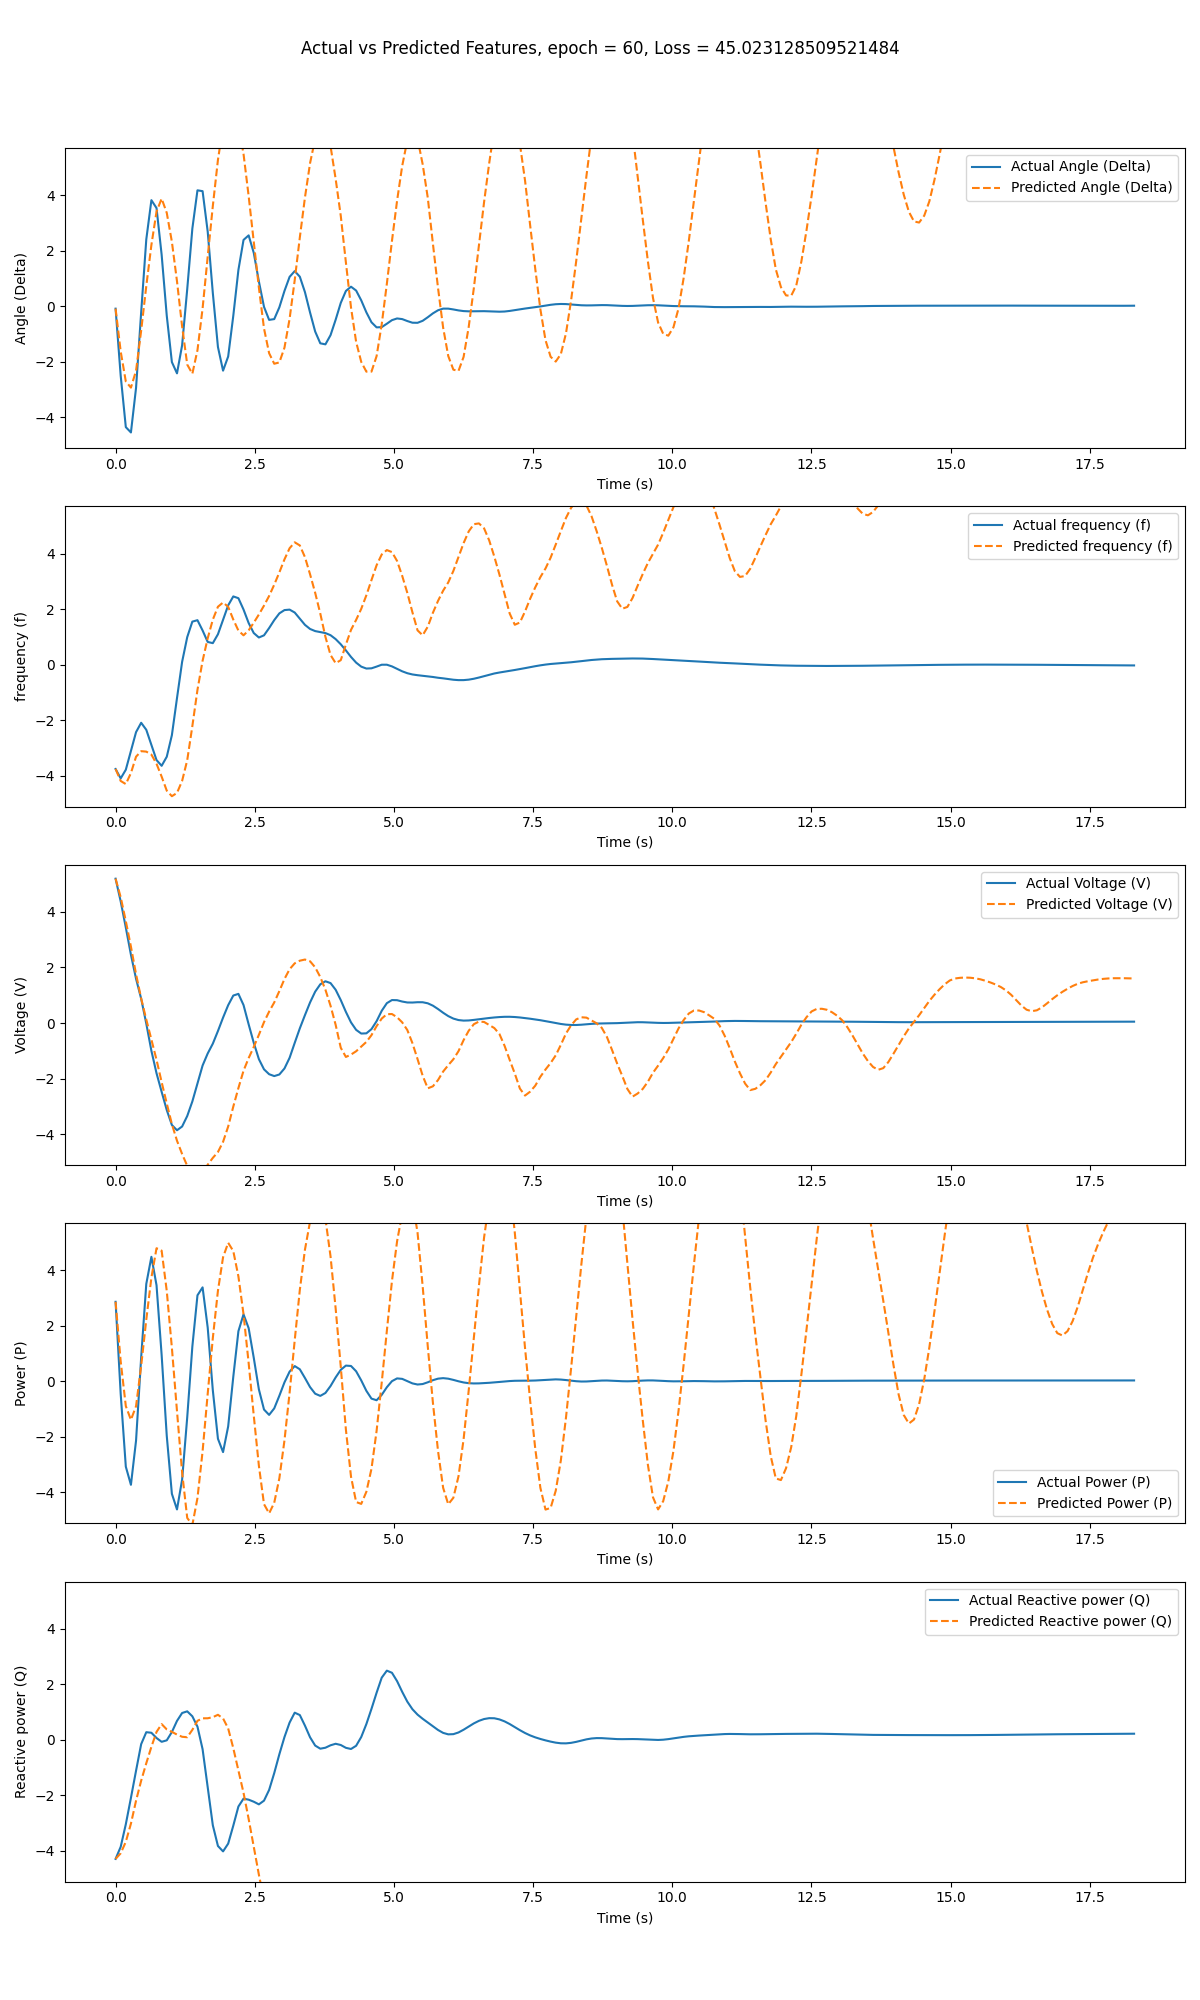 Actual vs Predicted Features, epoch = 60, Loss = 45.023128509521484
Actual Angle (Delta)
Predicted Angle (Delta)
Angle (Delta)
4
2
0
−2
−4
0.0 2.5 5.0 7.5 10.0 12.5 15.0 17.5
Time (s)
Actual frequency (f)
Predicted frequency (f)
frequency (f)
4
2
0
−2
−4
0.0 2.5 5.0 7.5 10.0 12.5 15.0 17.5
Time (s)
Actual Voltage (V)
Predicted Voltage (V)
Voltage (V)
4
2
0
−2
−4
0.0 2.5 5.0 7.5 10.0 12.5 15.0 17.5
Time (s)
Power (P)
4
2
0
−2
−4
Actual Power (P)
Predicted Power (P)
0.0 2.5 5.0 7.5 10.0 12.5 15.0 17.5
Time (s)
Actual Reactive power (Q)
Predicted Reactive power (Q)
Reactive power (Q)
4
2
0
−2
−4
0.0 2.5 5.0 7.5 10.0 12.5 15.0 17.5
Time (s)